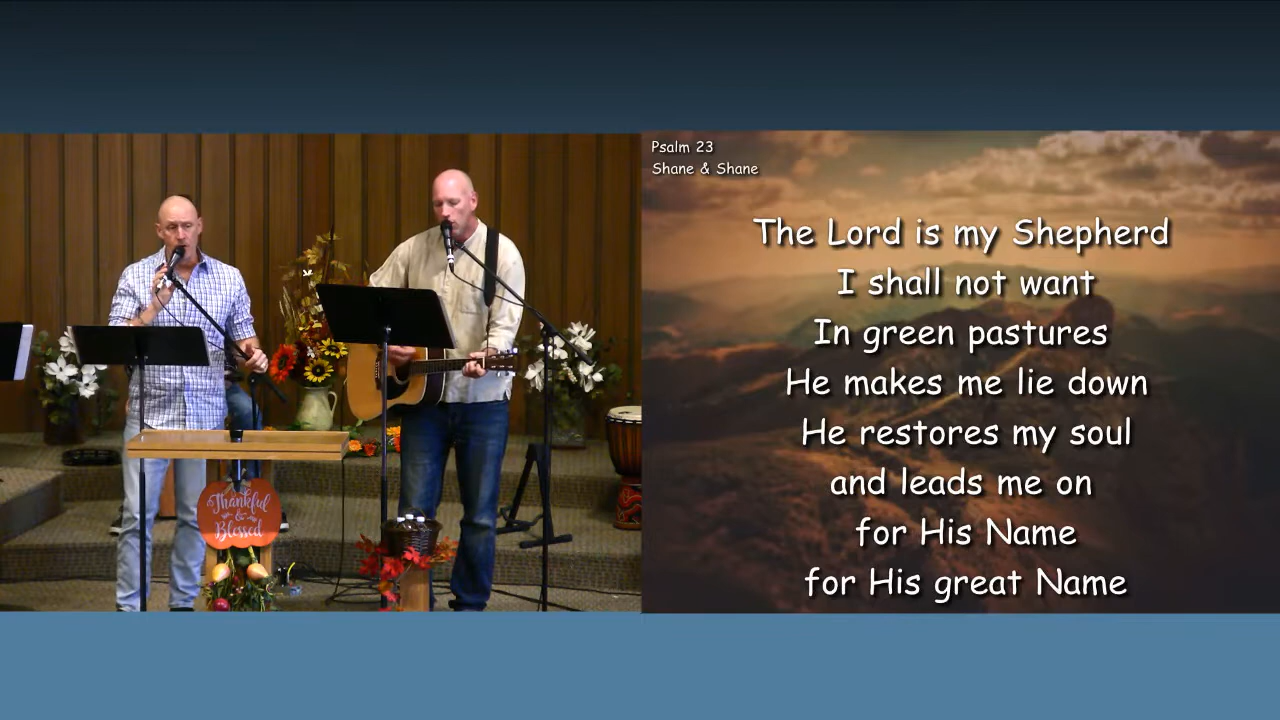 Psalm 23
Shane & Shane
The Lord is my Shepherd
I shall not want
In green pastures
He makes me lie down
He restores my soul
and leads me on
for His Name
for His great Name
Thankful
&
Blessed